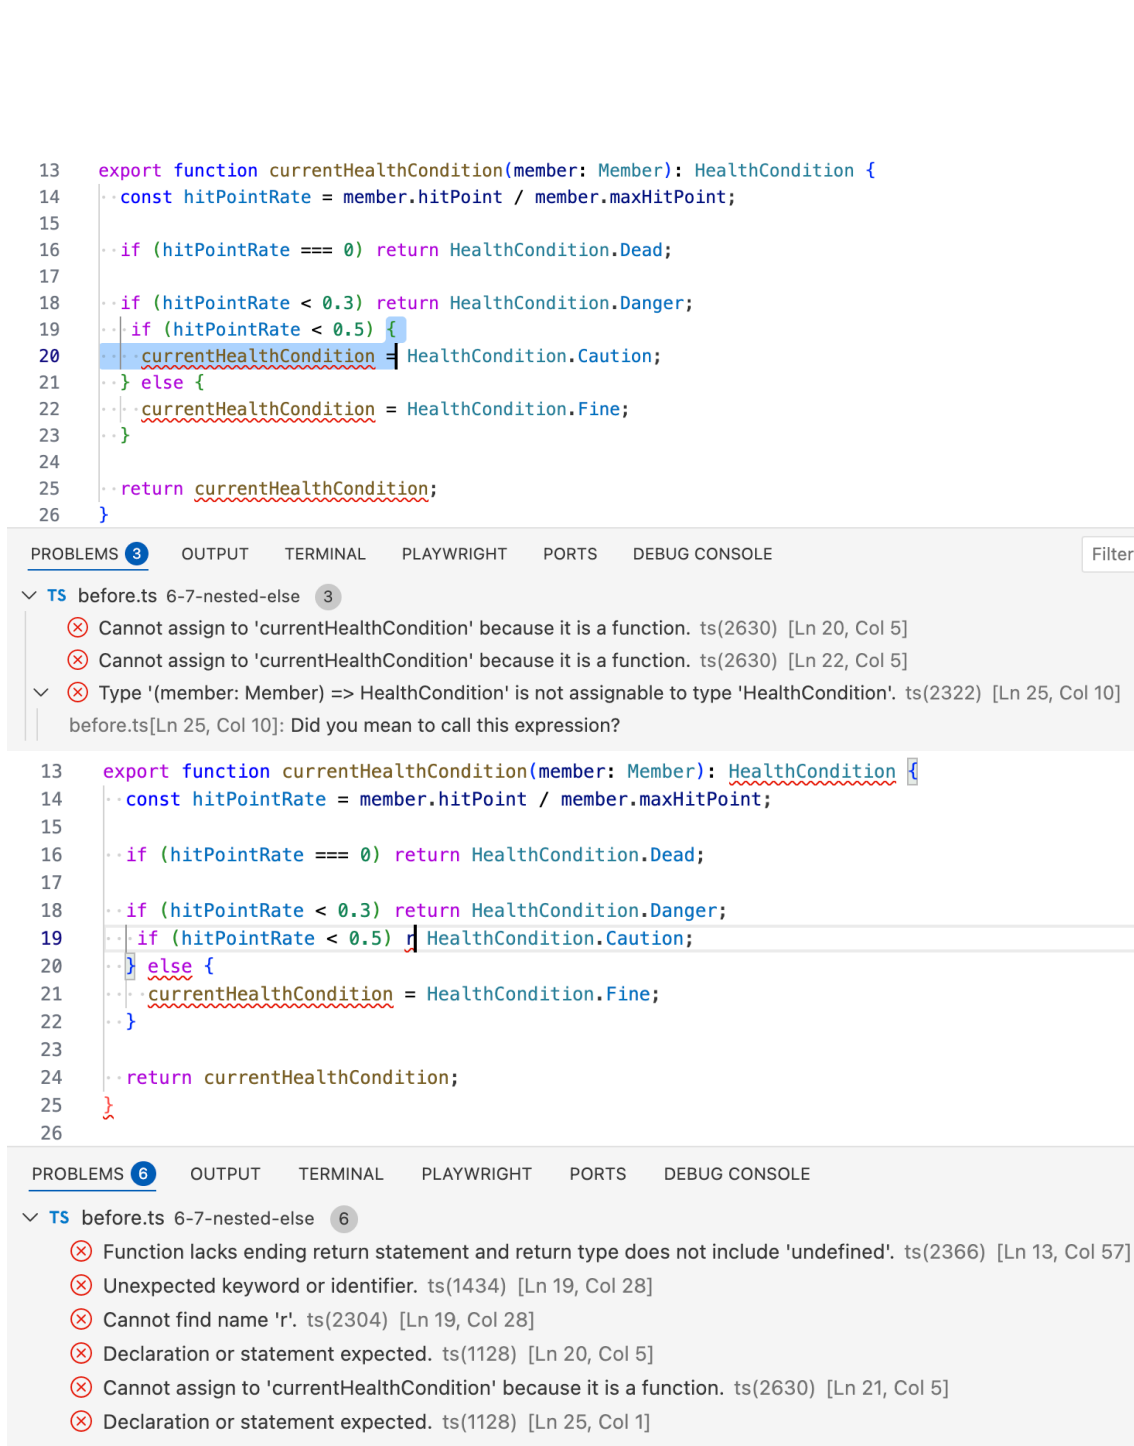 13 export function currentHealthCondition(member: Member): HealthCondition {
14 const hitPointRate = member.hitPoint / member.maxHitPoint;
15
16 if (hitPointRate === 0) return HealthCondition.Dead;
17
18 if (hitPointRate < 0.3) return HealthCondition.Danger;
19 if (hitPointRate < 0.5) {
20 currentHealthCondition = HealthCondition.Caution;
21 } else {
22 currentHealthCondition = HealthCondition.Fine;
23 }
24
25 return currentHealthCondition;
26 }
PROBLEMS 3 OUTPUT TERMINAL PLAYWRIGHT PORTS DEBUG CONSOLE Filter
TS before.ts 6-7-nested-else 3
Cannot assign to 'currentHealthCondition' because it is a function. ts(2630) [Ln 20, Col 5]
Cannot assign to 'currentHealthCondition' because it is a function. ts(2630) [Ln 22, Col 5]
Type '(member: Member) => HealthCondition' is not assignable to type 'HealthCondition'. ts(2322) [Ln 25, Col 10]
before.ts[Ln 25, Col 10]: Did you mean to call this expression?
13 export function currentHealthCondition(member: Member): HealthCondition {
14 const hitPointRate = member.hitPoint / member.maxHitPoint;
15
16 if (hitPointRate === 0) return HealthCondition.Dead;
17
18 if (hitPointRate < 0.3) return HealthCondition.Danger;
19 if (hitPointRate < 0.5) r HealthCondition.Caution;
20 } else {
21 currentHealthCondition = HealthCondition.Fine;
22 }
23
24 return currentHealthCondition;
25 }
26
PROBLEMS 6 OUTPUT TERMINAL PLAYWRIGHT PORTS DEBUG CONSOLE
TS before.ts 6-7-nested-else 6
Function lacks ending return statement and return type does not include 'undefined'. ts(2366) [Ln 13, Col 57]
Unexpected keyword or identifier. ts(1434) [Ln 19, Col 28]
Cannot find name 'r'. ts(2304) [Ln 19, Col 28]
Declaration or statement expected. ts(1128) [Ln 20, Col 5]
Cannot assign to 'currentHealthCondition' because it is a function. ts(2630) [Ln 21, Col 5]
Declaration or statement expected. ts(1128) [Ln 25, Col 1]